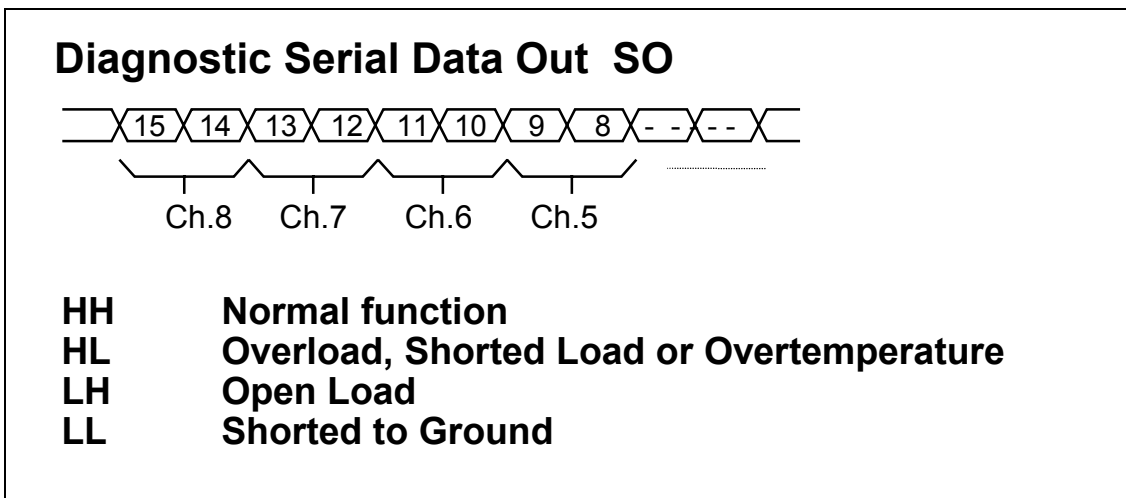 Diagnostic Serial Data Out SO
15 14 13 12 11 10 9 8 - - - -
Ch.8 Ch.7 Ch.6 Ch.5
HH Normal function
HL Overload, Shorted Load or Overtemperature
LH Open Load
LL Shorted to Ground